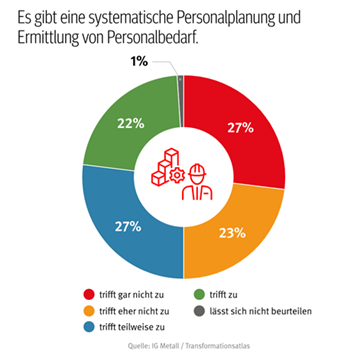 Es gibt eine systematische Personalplanung und
Ermittlung von Personalbedarf.
1%
22%
27%
27%
23%
trifft gar nicht zu
trifft zu
trifft eher nicht zu
lässt sich nicht beurteilen
trifft teilweise zu
Quelle: IG Metall / Transformationsatlas